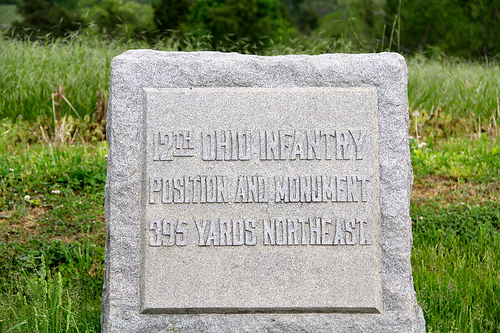 12TH OHIO INFANTRY
POSITION AND MONUMENT
395 YARDS NORTHEAST.